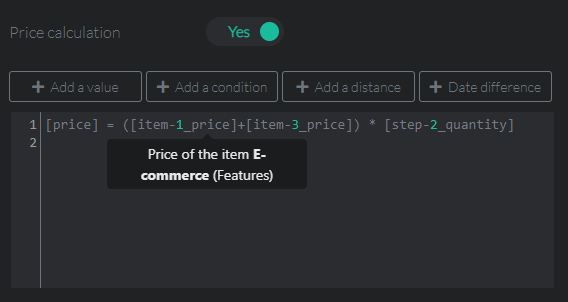 Price calculation
Yes
+ Add a value
+ Add a condition
+ Add a distance
+ Date difference
1 [price] = ([item-1_price]+[item-3_price]) * [step-2_quantity]
2
Price of the item E-
commerce (Features)